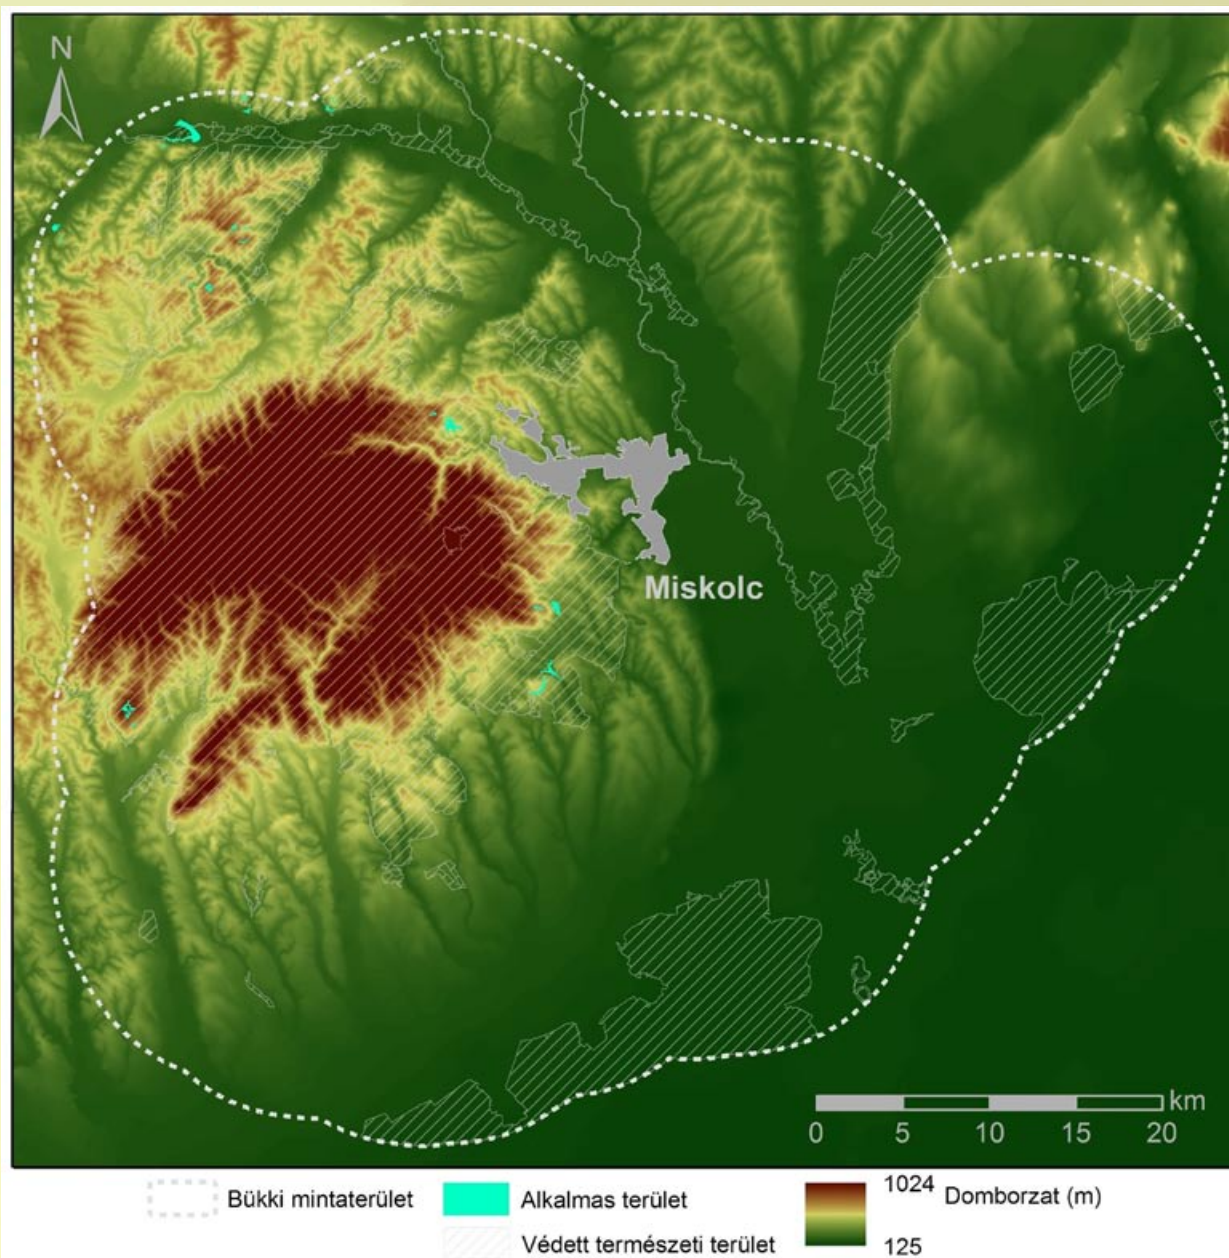 N
Miskolc
km
0 5 10 15 20
Bükki mintaterület
Alkalmas terület
Védett természeti terület
1024 Domborzat (m)
125